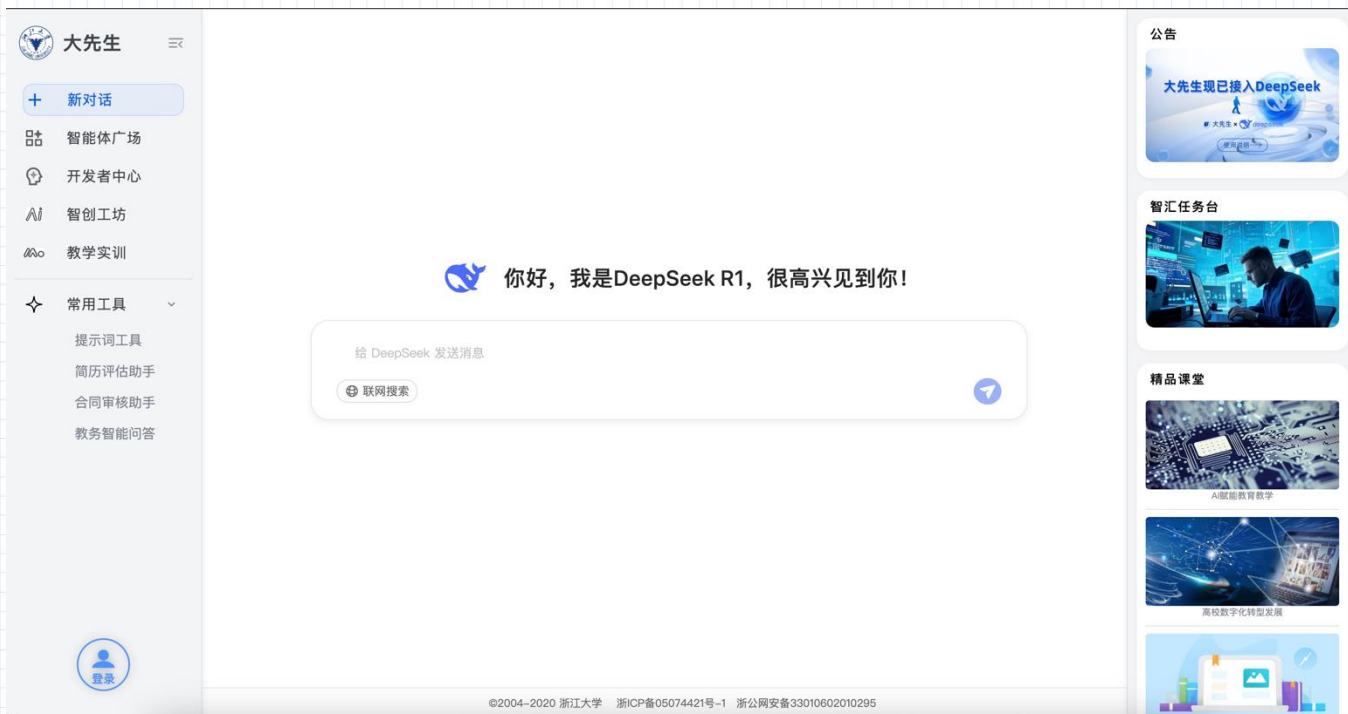 大先生
新对话
智能体广场
开发者中心
智创工坊
教学实训
常用工具
提示词工具
简历评估助手
合同审核助手
教务智能问答
登录
你好，我是DeepSeek R1，很高兴见到你！
给 DeepSeek 发送消息
联网搜索
©2004-2020 浙江大学 浙ICP备05074421号-1 浙公网安备33010602010295
公告
大先生现已接入DeepSeek
大先生 × deepseek
智汇任务台
精品课堂
AI赋能教育教学
高校数字化转型发展